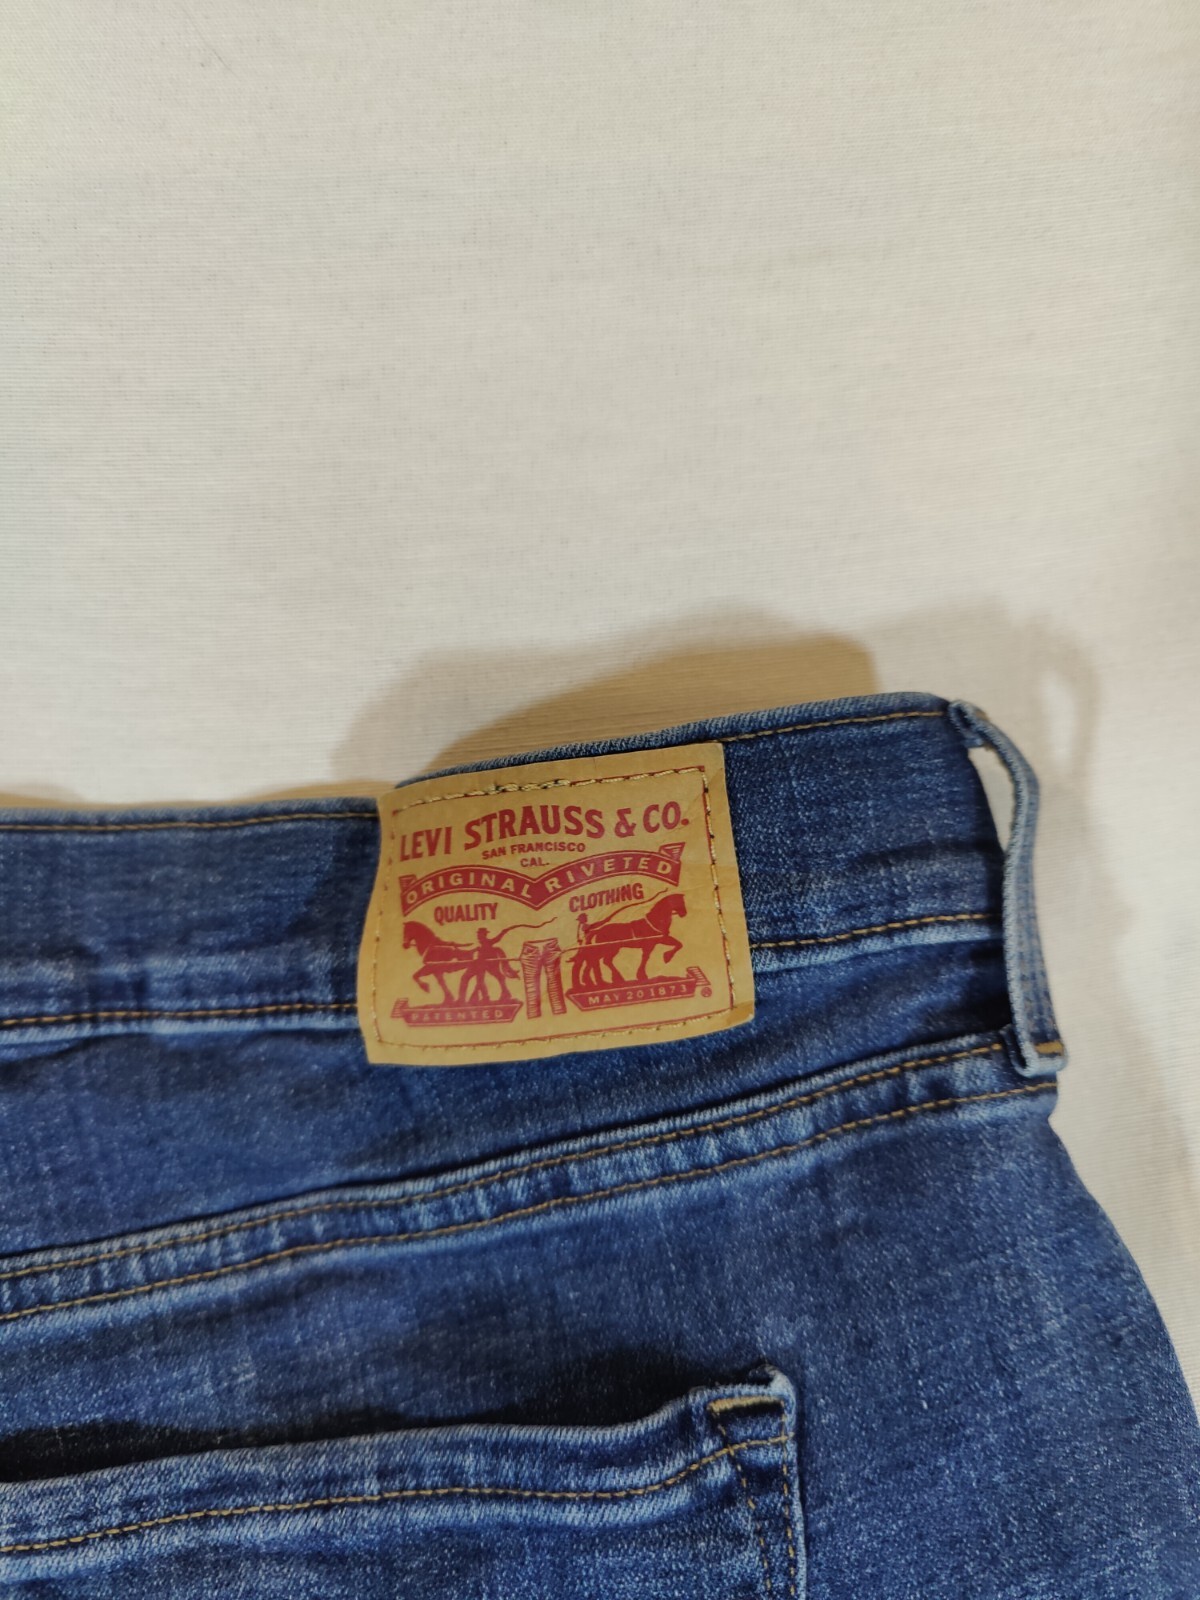 LEVI STRAUSS & CO.
SAN FRANCISCO
CAL.
ORIGINAL RIVETED
QUALITY CLOTHING
PATENTED MAY 20 1873 ®